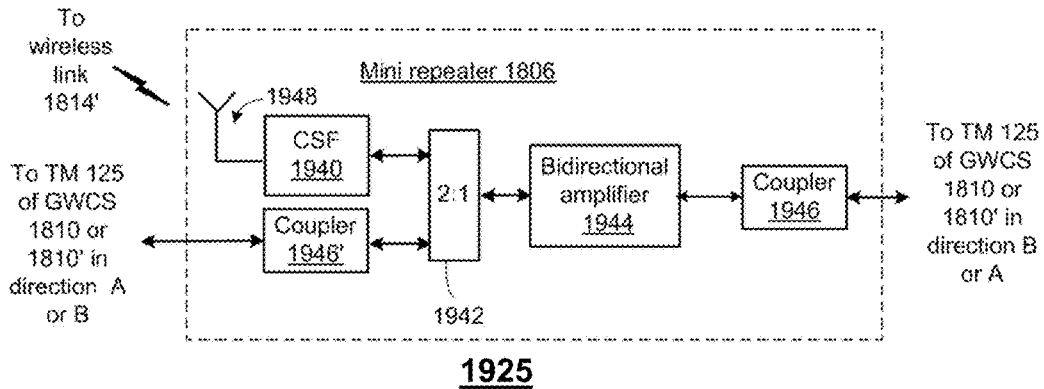 To
wireless
link
1814'
Mini repeater 1806
1948
CSF
1940
To TM 125
of GWCS
1810 or
1810' in
direction A
or B
Coupler
1946'
2:1
1942
Bidirectional
amplifier
1944
Coupler
1946
To TM 125
of GWCS
1810 or
1810' in
direction B
or A
1925